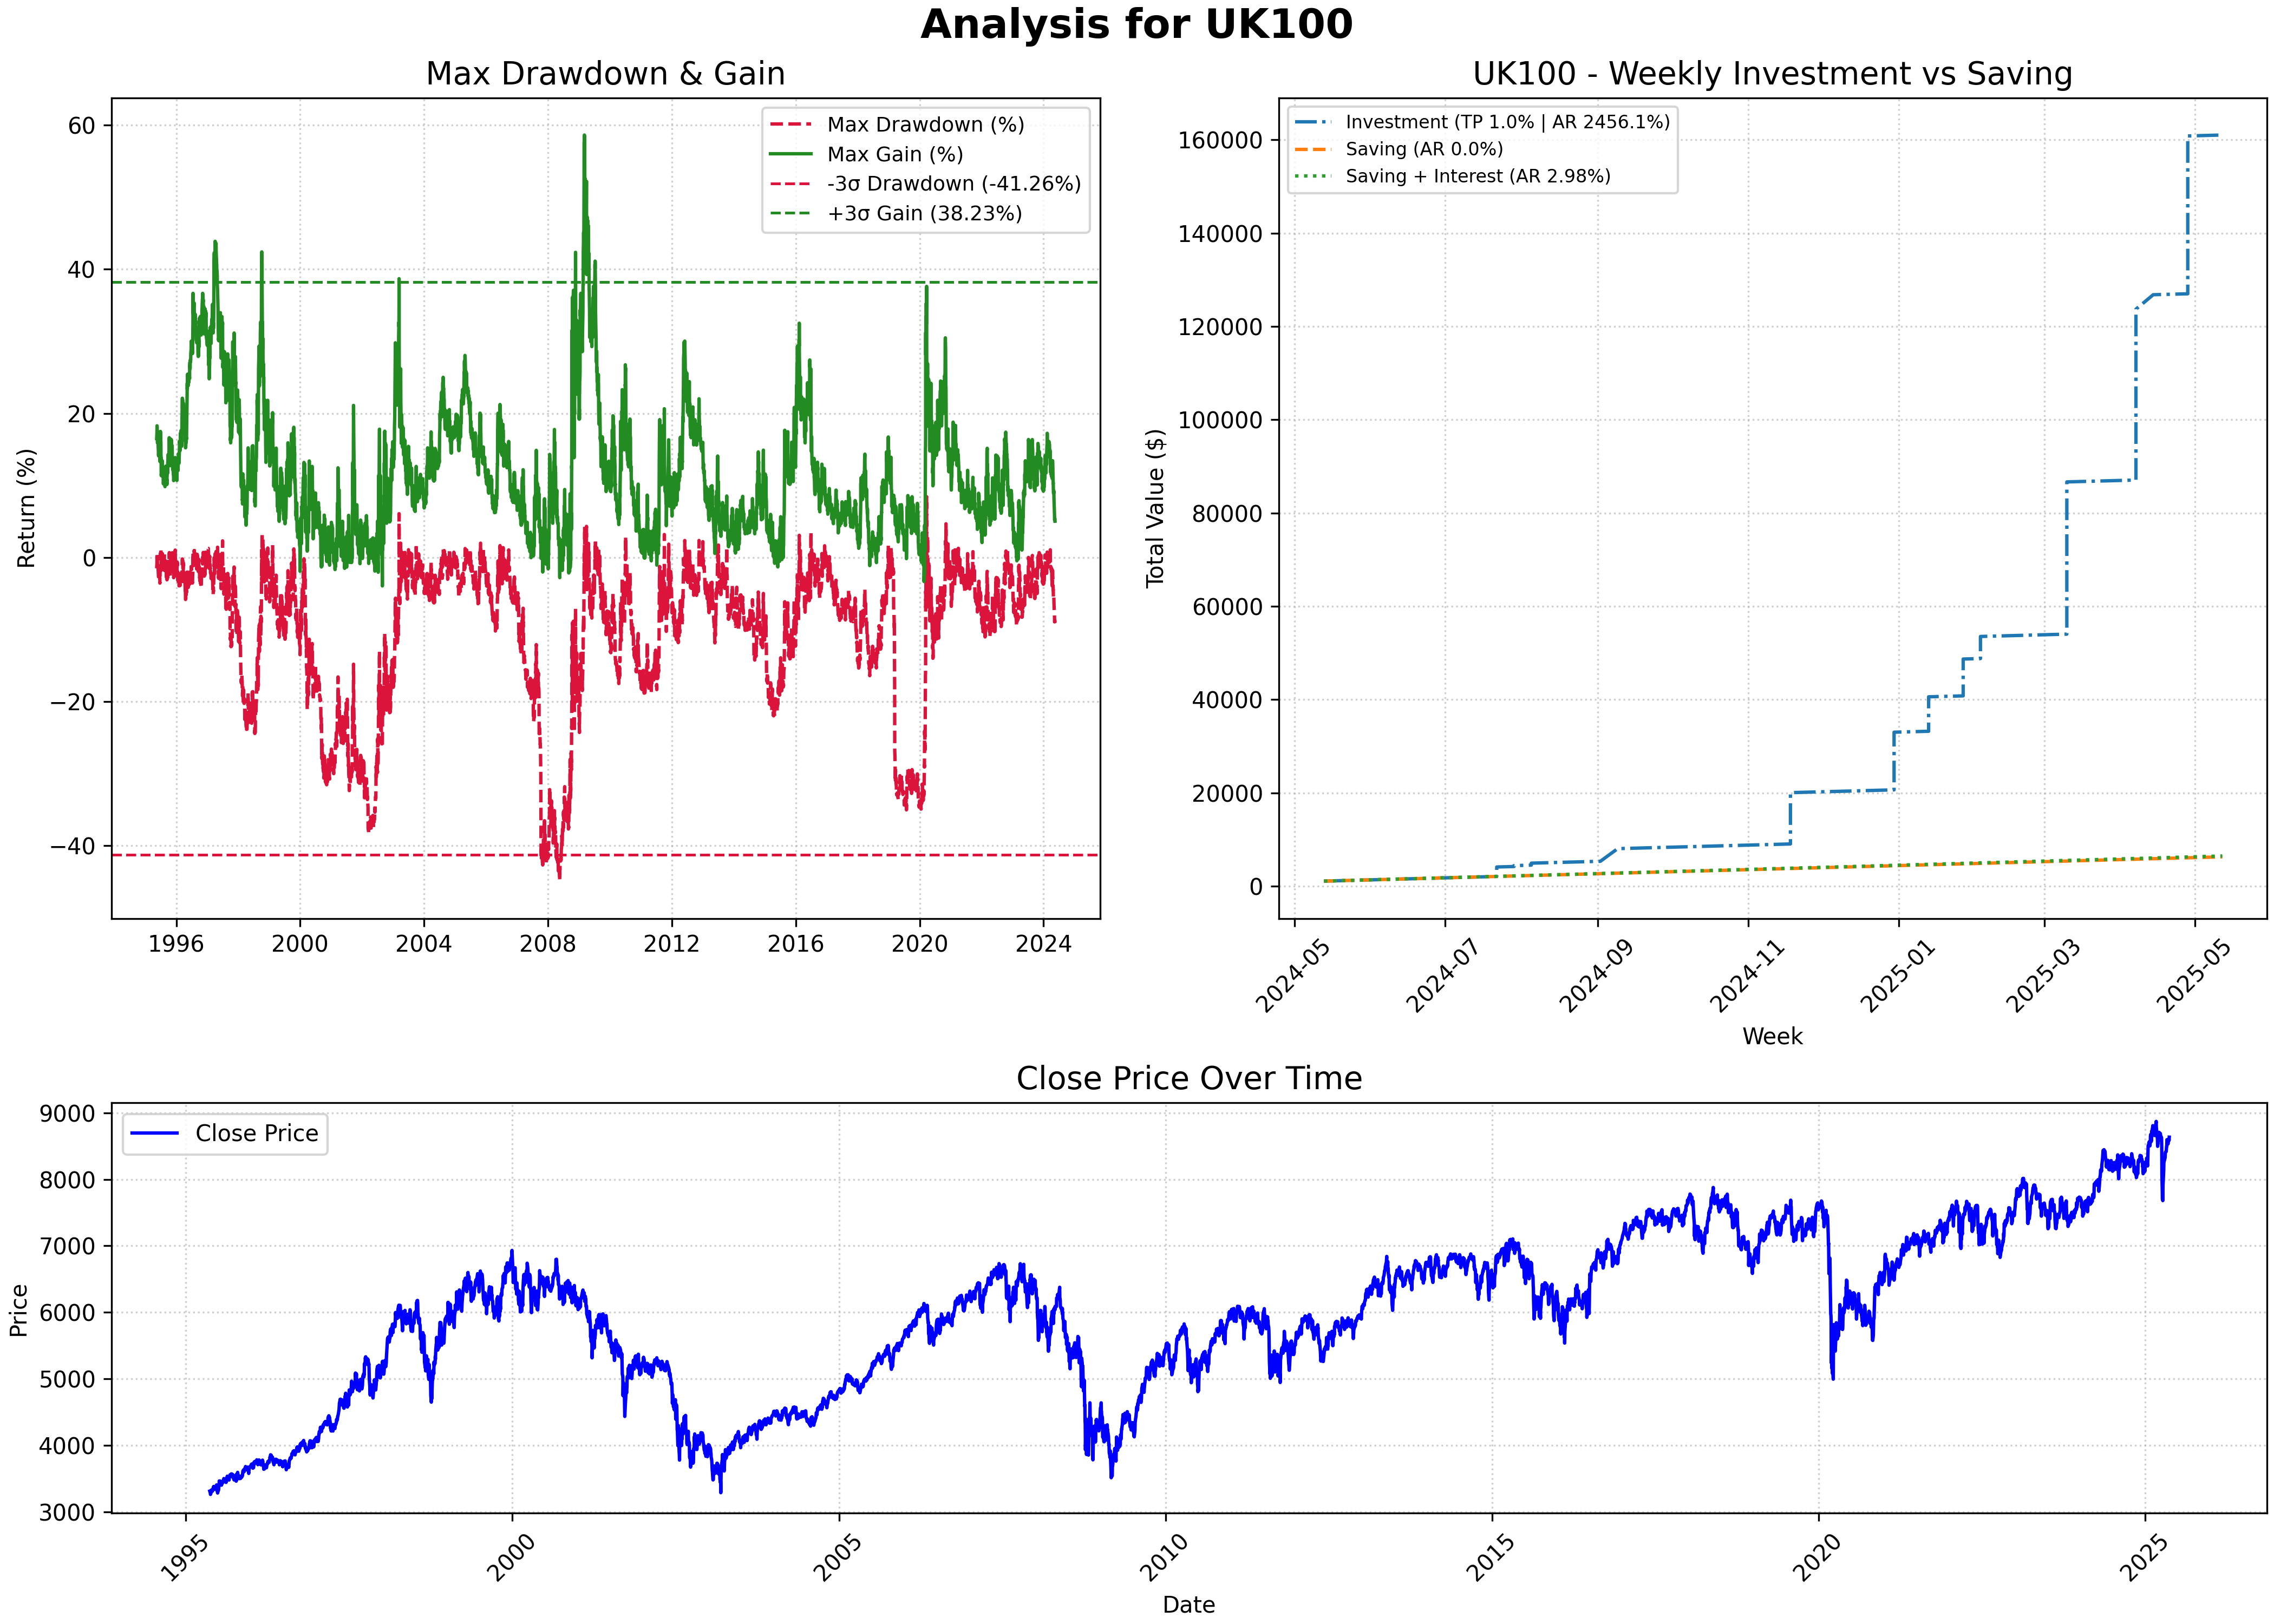 Analysis for UK100
Max Drawdown & Gain
Return (%)
60
40
20
0
−20
−40
1996
2000
2004
2008
2012
2016
2020
2024
Max Drawdown (%)
Max Gain (%)
-3σ Drawdown (-41.26%)
+3σ Gain (38.23%)
UK100 - Weekly Investment vs Saving
Total Value ($)
160000
140000
120000
100000
80000
60000
40000
20000
0
Investment (TP 1.0% | AR 2456.1%)
Saving (AR 0.0%)
Saving + Interest (AR 2.98%)
2024-05
2024-07
2024-09
2024-11
2025-01
2025-03
2025-05
Week
Close Price Over Time
Price
9000
8000
7000
6000
5000
4000
3000
Close Price
1995
2000
2005
2010
2015
2020
2025
Date